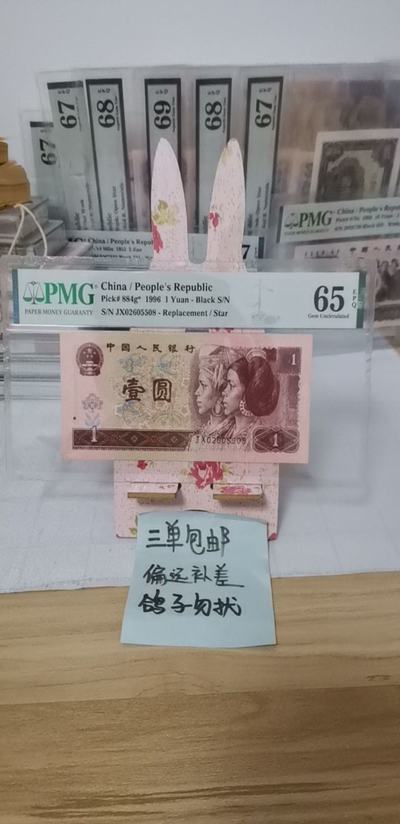 67
68
69
68
67
67
PMG
China / People's Republic
PMG
PAPER MONEY GUARANTY
China / People's Republic
Pick# 884g* 1996 1 Yuan - Black S/N
S/N JX02605508 - Replacement / Star
65 EPQ
Gem Uncirculated
中国人民银行
壹圆
1
1
1
JX02605508
三单包邮
偏远补差
鸽子勿扰